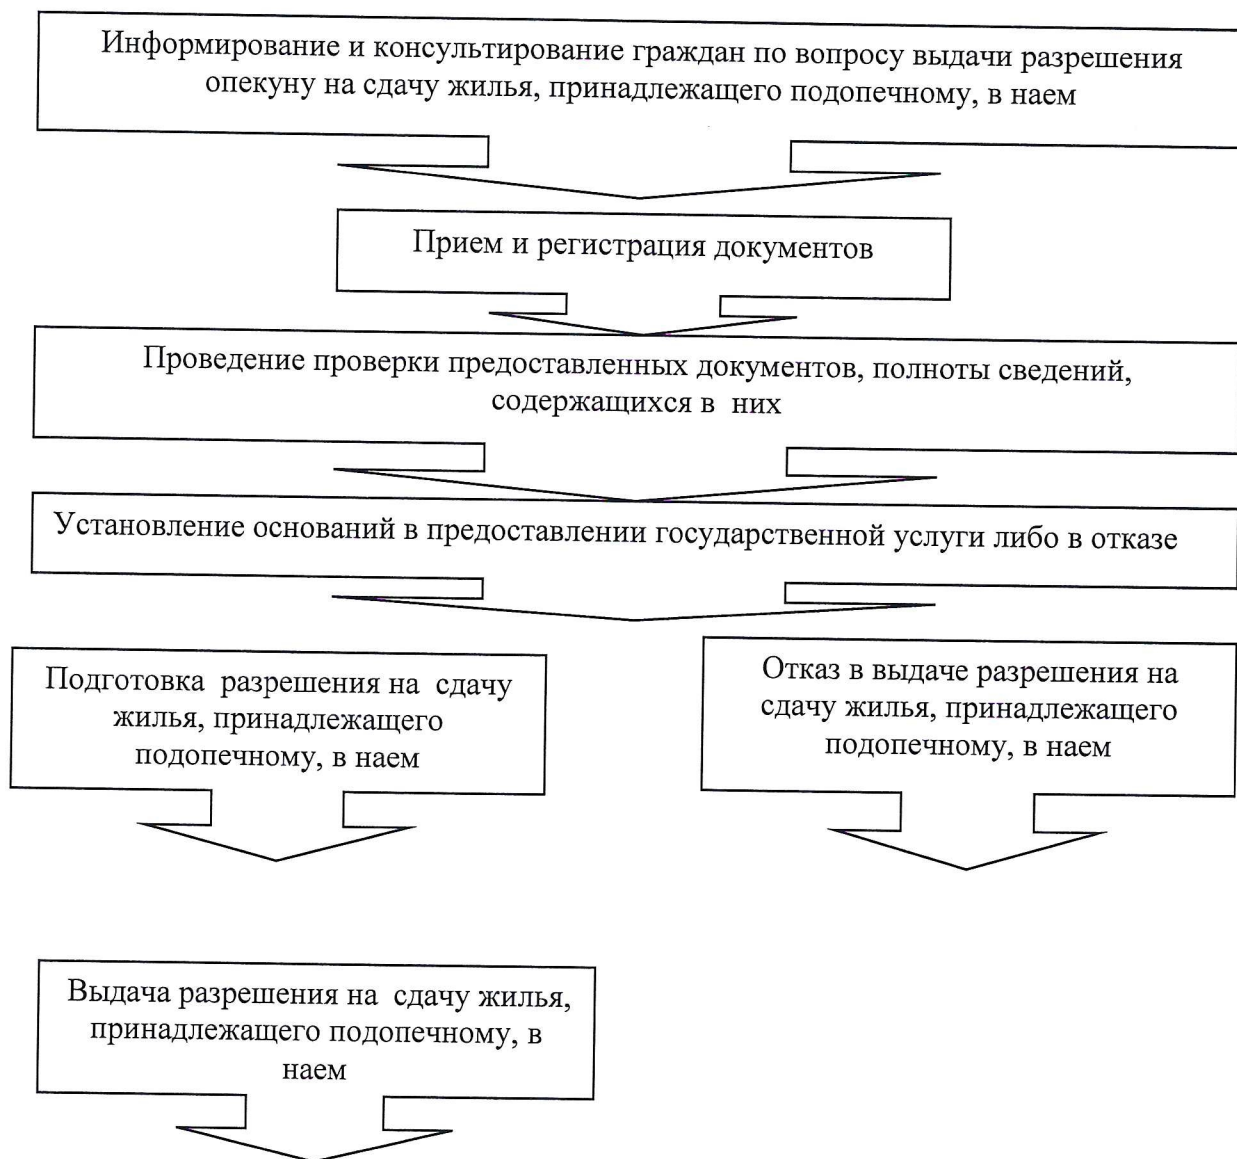 Информирование и консультирование граждан по вопросу выдачи разрешения
опекуну на сдачу жилья, принадлежащего подопечному, в наем
Прием и регистрация документов
Проведение проверки предоставленных документов, полноты сведений,
содержащихся в них
Установление оснований в предоставлении государственной услуги либо в отказе
Подготовка разрешения на сдачу
жилья, принадлежащего
подопечному, в наем
Отказ в выдаче разрешения на
сдачу жилья, принадлежащего
подопечному, в наем
Выдача разрешения на сдачу жилья,
принадлежащего подопечному, в
наем